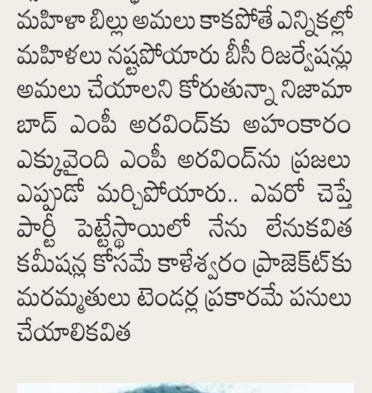 మహిళా బిల్లు అమలు కాకపోతే ఎన్నికల్లో
మహిళలు నష్టపోయారు బీసీ రిజర్వేషన్లు
అమలు చేయాలని కోరుతున్నా నిజామా
బాద్ ఎంపీ అరవింద్‌కు అహంకారం
ఎక్కువైంది ఎంపీ అరవింద్‌ను ప్రజలు
ఎప్పుడో మర్చిపోయారు.. ఎవరో చెప్తే
పార్టీ పెట్టేస్థాయిలో నేను లేనుకవిత
కమీషన్ల కోసమే కాళేశ్వరం ప్రాజెక్ట్‌కు
మరమ్మతులు టెండర్ల ప్రకారమే పనులు
చేయాలికవిత